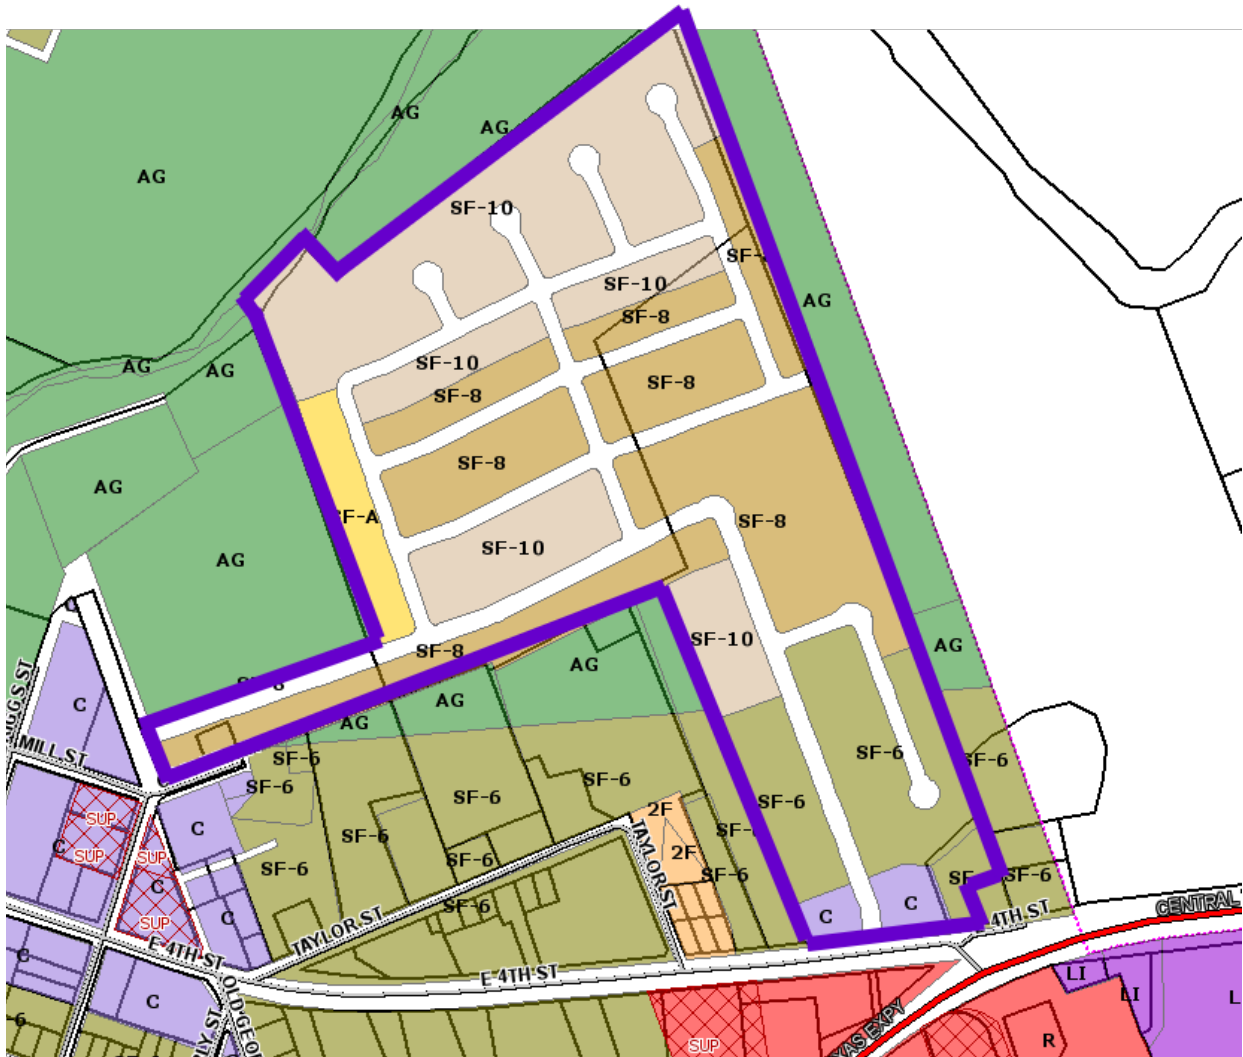 AG
AG
AG
SF-10
SF-10
AG
SF-8
AG
AG
SF-10
SF-8
SF-8
SF-8
AG
SF-A
SF-8
SF-10
AG
SF-10
AG
SF-8
AG
C
AG
AG
MILL ST
SF-6
SF-6
SF-6
SF-6
SF-6
SF-6
SF-6
2F
SUP
C
SF-6
C
SUP
SUP
2F
SF-6
SF-6
SF-6
SF-6
C
TAYLOR ST
SF-6
C
C
C
SUP
TAYLOR ST
4TH ST
CENTRAL
E 4TH ST
C
E 4TH ST
LI
LI
C
R
SUP